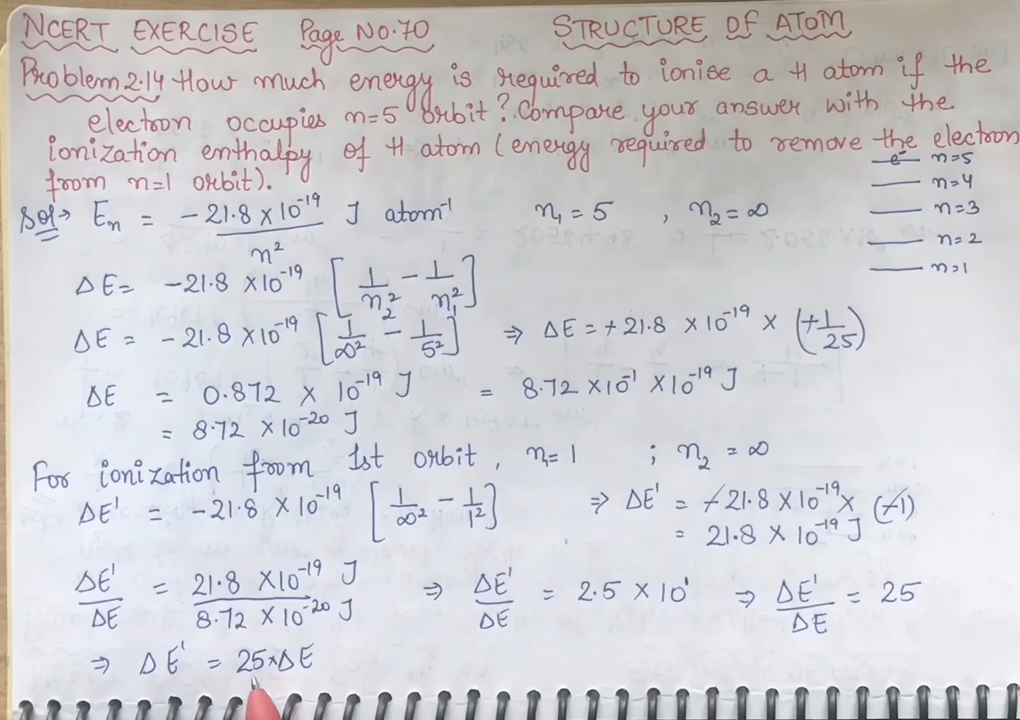 NCERT EXERCISE Page No.70 STRUCTURE OF ATOM
Problem 2.14 How much energy is required to ionise a H atom if the
electron occupies n=5 orbit? Compare your answer with the
ionization enthalpy of H atom (energy required to remove the electron
from n=1 orbit).
e⁻ n=5
n=4
n=3
n=2
n=1
Sol⁰→ Eₙ = -21.8 × 10⁻¹⁹ / n² J atom⁻¹ n₁ = 5 , n₂ = ∞
ΔE = -21.8 × 10⁻¹⁹ [1/n₂² - 1/n₁²]
ΔE = -21.8 × 10⁻¹⁹ [1/∞² - 1/5²] ⇒ ΔE = +21.8 × 10⁻¹⁹ × (+1/25)
ΔE = 0.872 × 10⁻¹⁹ J = 8.72 × 10⁻¹ × 10⁻¹⁹ J
= 8.72 × 10⁻²⁰ J
For ionization from 1st orbit, n₁ = 1 ; n₂ = ∞
ΔE' = -21.8 × 10⁻¹⁹ [1/∞² - 1/1²] ⇒ ΔE' = -21.8 × 10⁻¹⁹ × (-1)
= 21.8 × 10⁻¹⁹ J
ΔE'/ΔE = 21.8 × 10⁻¹⁹ J / 8.72 × 10⁻²⁰ J ⇒ ΔE'/ΔE = 2.5 × 10¹ ⇒ ΔE'/ΔE = 25
⇒ ΔE' = 25×ΔE